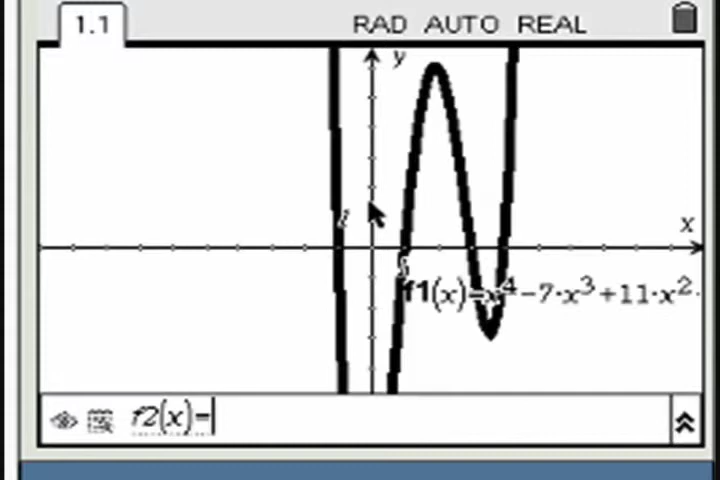 1.1 RAD AUTO REAL
y
x
f1(x)=x⁴−7·x³+11·x²·
f2(x)=